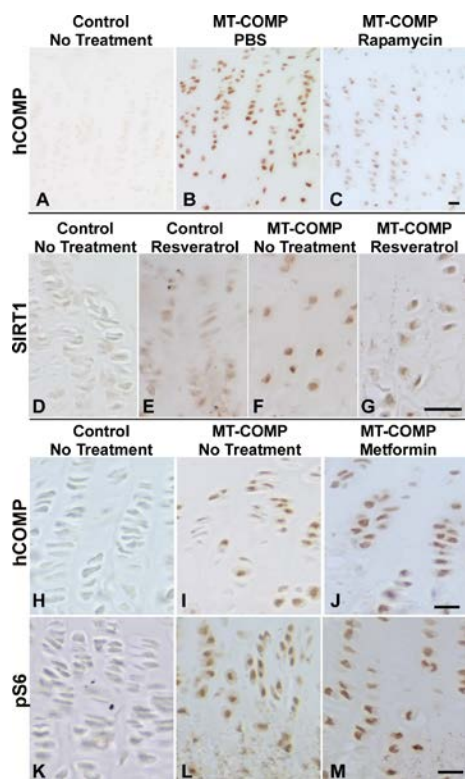 Control MT-COMP MT-COMP
No Treatment PBS Rapamycin
hCOMP
A B C
Control Control MT-COMP MT-COMP
No Treatment Resveratrol No Treatment Resveratrol
SIRT1
D E F G
Control MT-COMP MT-COMP
No Treatment No Treatment Metformin
hCOMP
H I J
pS6
K L M